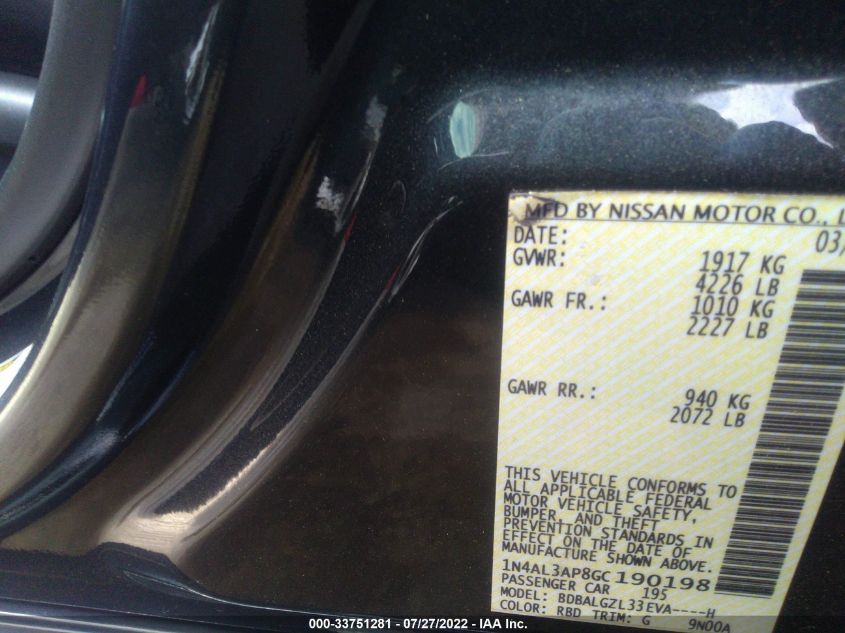 MFD BY NISSAN MOTOR CO., L
DATE: 03/
GVWR: 1917 KG
4226 LB
GAWR FR.: 1010 KG
2227 LB
GAWR RR.: 940 KG
2072 LB
THIS VEHICLE CONFORMS TO
ALL APPLICABLE FEDERAL
MOTOR VEHICLE SAFETY,
BUMPER, AND THEFT
PREVENTION STANDARDS IN
EFFECT ON THE DATE OF
MANUFACTURE SHOWN ABOVE.
1N4AL3AP8GC190198
PASSENGER CAR 195
MODEL: BDBALGZL33EVA----H
COLOR: RBD TRIM: G 9N00A
000-33751281 - 07/27/2022 - IAA Inc.